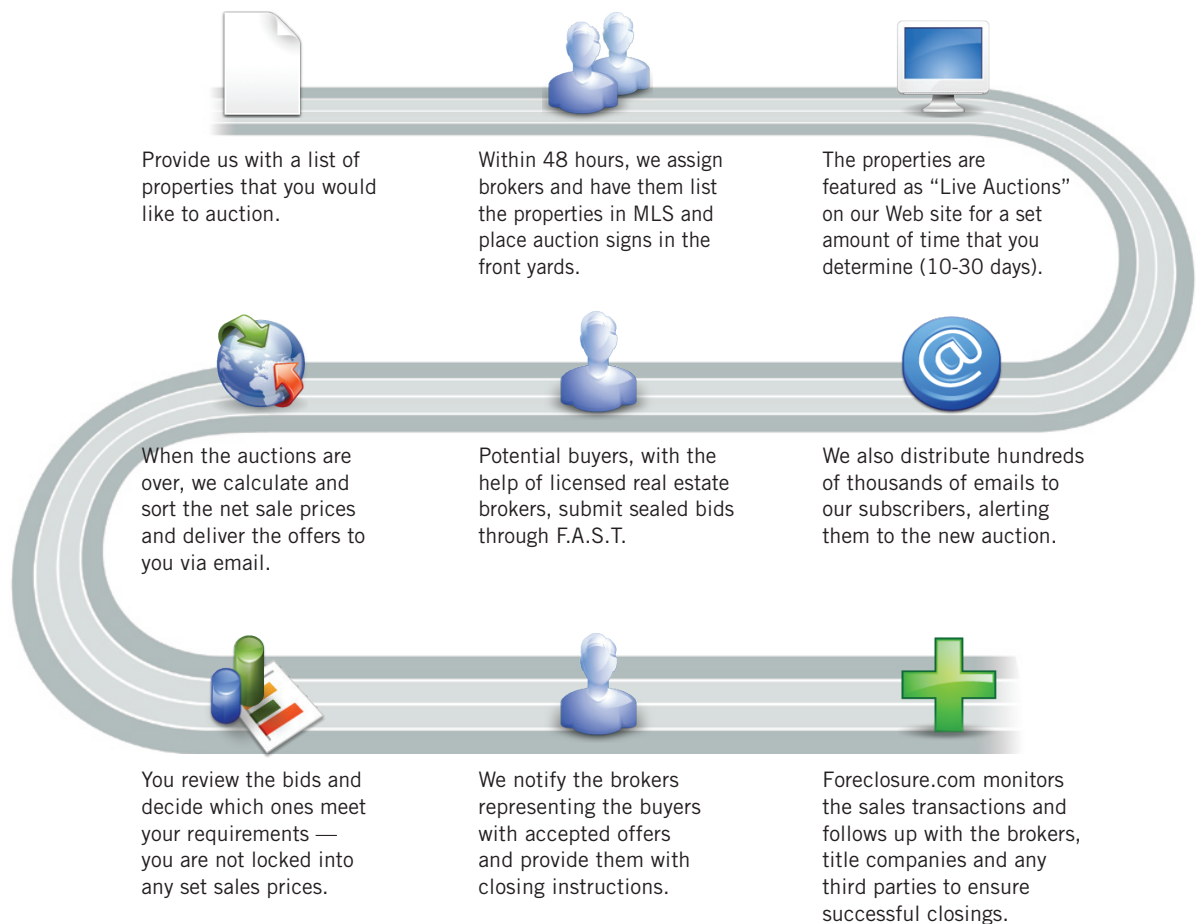 Provide us with a list of
properties that you would
like to auction.
Within 48 hours, we assign
brokers and have them list
the properties in MLS and
place auction signs in the
front yards.
The properties are
featured as “Live Auctions”
on our Web site for a set
amount of time that you
determine (10-30 days).
@
We also distribute hundreds
of thousands of emails to
our subscribers, alerting
them to the new auction.
Potential buyers, with the
help of licensed real estate
brokers, submit sealed bids
through F.A.S.T.
When the auctions are
over, we calculate and
sort the net sale prices
and deliver the offers to
you via email.
You review the bids and
decide which ones meet
your requirements —
you are not locked into
any set sales prices.
We notify the brokers
representing the buyers
with accepted offers
and provide them with
closing instructions.
Foreclosure.com monitors
the sales transactions and
follows up with the brokers,
title companies and any
third parties to ensure
successful closings.